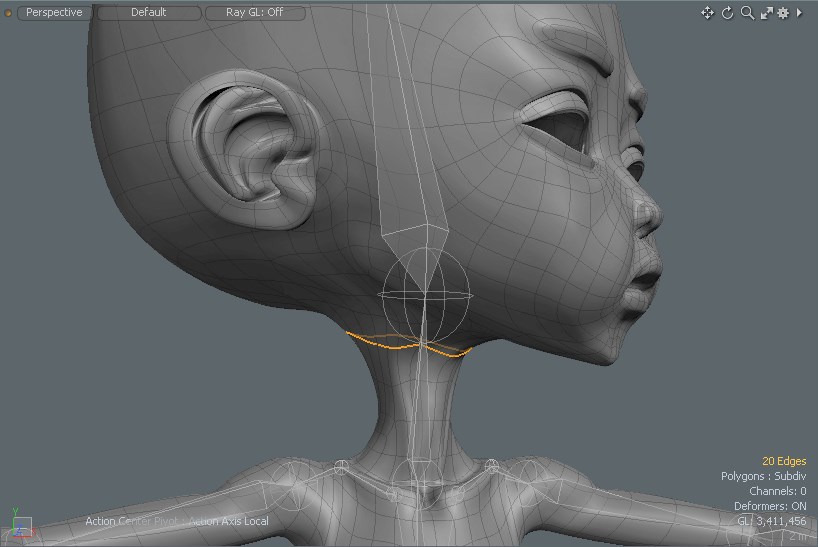 Perspective Default Ray GL: Off
20 Edges
Polygons : Subdiv
Channels: 0
Deformers: ON
Action Center Pivot : Action Axis Local
GL: 3,411,456
2 m
Y